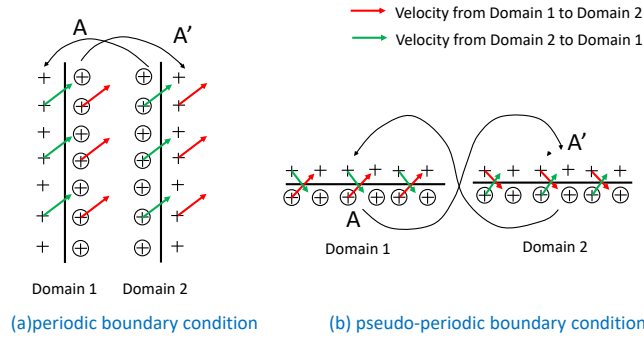 Velocity from Domain 1 to Domain 2
Velocity from Domain 2 to Domain 1
A
A'
A'
A
Domain 1
Domain 2
Domain 1
Domain 2
(a)periodic boundary condition
(b) pseudo-periodic boundary condition